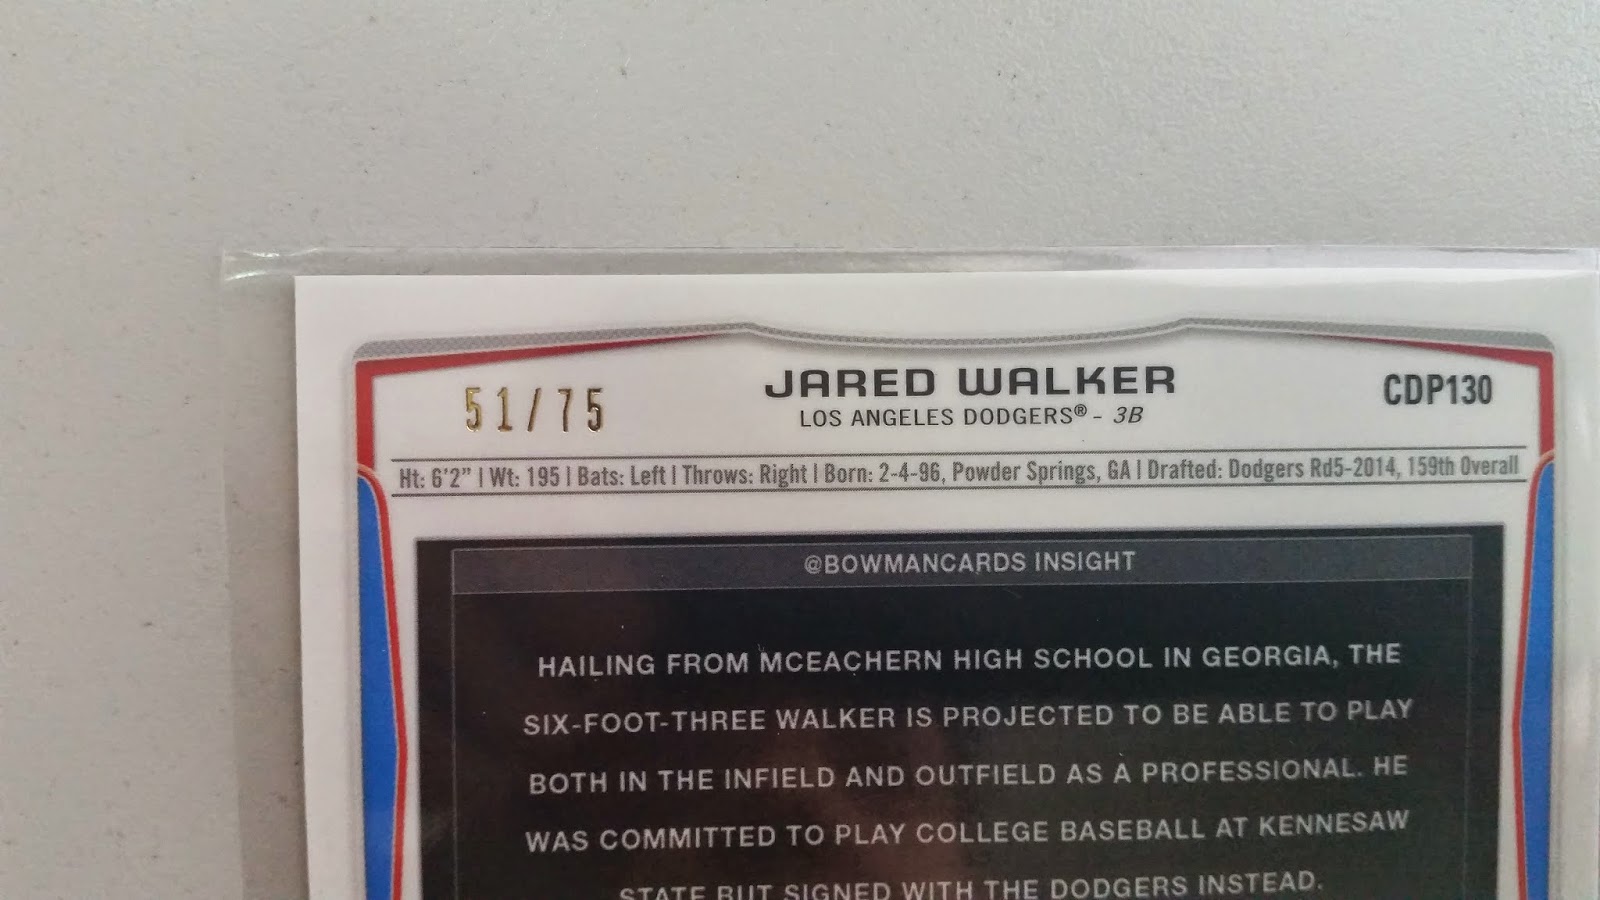 51/75
JARED WALKER
CDP130
LOS ANGELES DODGERS® - 3B
Ht: 6'2" | Wt: 195 | Bats: Left | Throws: Right | Born: 2-4-96, Powder Springs, GA | Drafted: Dodgers Rd5-2014, 159th Overall
@BOWMANCARDS INSIGHT
HAILING FROM MCEACHERN HIGH SCHOOL IN GEORGIA, THE
SIX-FOOT-THREE WALKER IS PROJECTED TO BE ABLE TO PLAY
BOTH IN THE INFIELD AND OUTFIELD AS A PROFESSIONAL. HE
WAS COMMITTED TO PLAY COLLEGE BASEBALL AT KENNESAW
STATE BUT SIGNED WITH THE DODGERS INSTEAD.